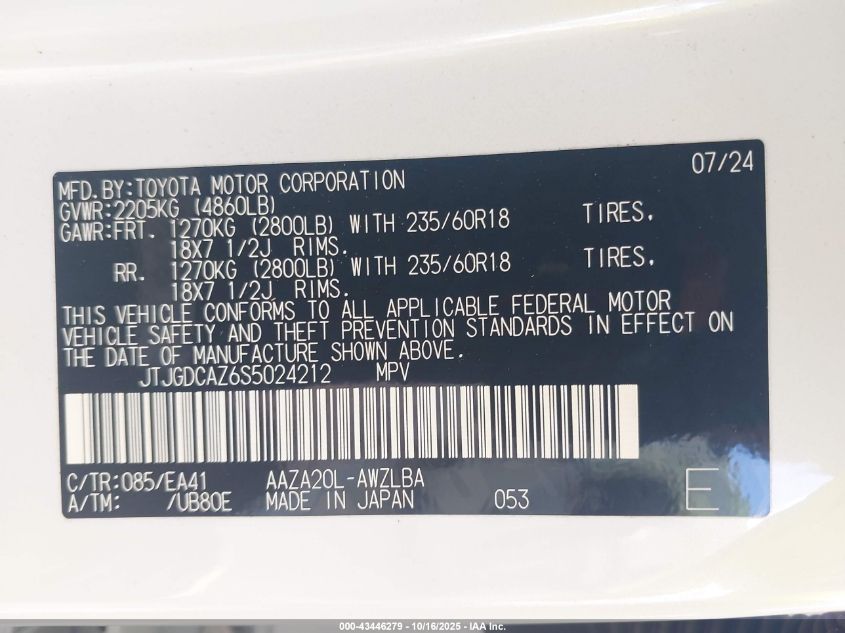 07/24
MFD.BY:TOYOTA MOTOR CORPORATION
GVWR:2205KG (4860LB)
GAWR:FRT. 1270KG (2800LB) WITH 235/60R18 TIRES.
18X7 1/2J RIMS.
RR. 1270KG (2800LB) WITH 235/60R18 TIRES.
18X7 1/2J RIMS.
THIS VEHICLE CONFORMS TO ALL APPLICABLE FEDERAL MOTOR
VEHICLE SAFETY AND THEFT PREVENTION STANDARDS IN EFFECT ON
THE DATE OF MANUFACTURE SHOWN ABOVE.
JTJGDCAZ6S5024212 MPV
C/TR:085/EA41 AAZA20L-AWZLBA
A/TM: /UB80E MADE IN JAPAN 053 E
000-43446279 - 10/16/2025 - IAA Inc.